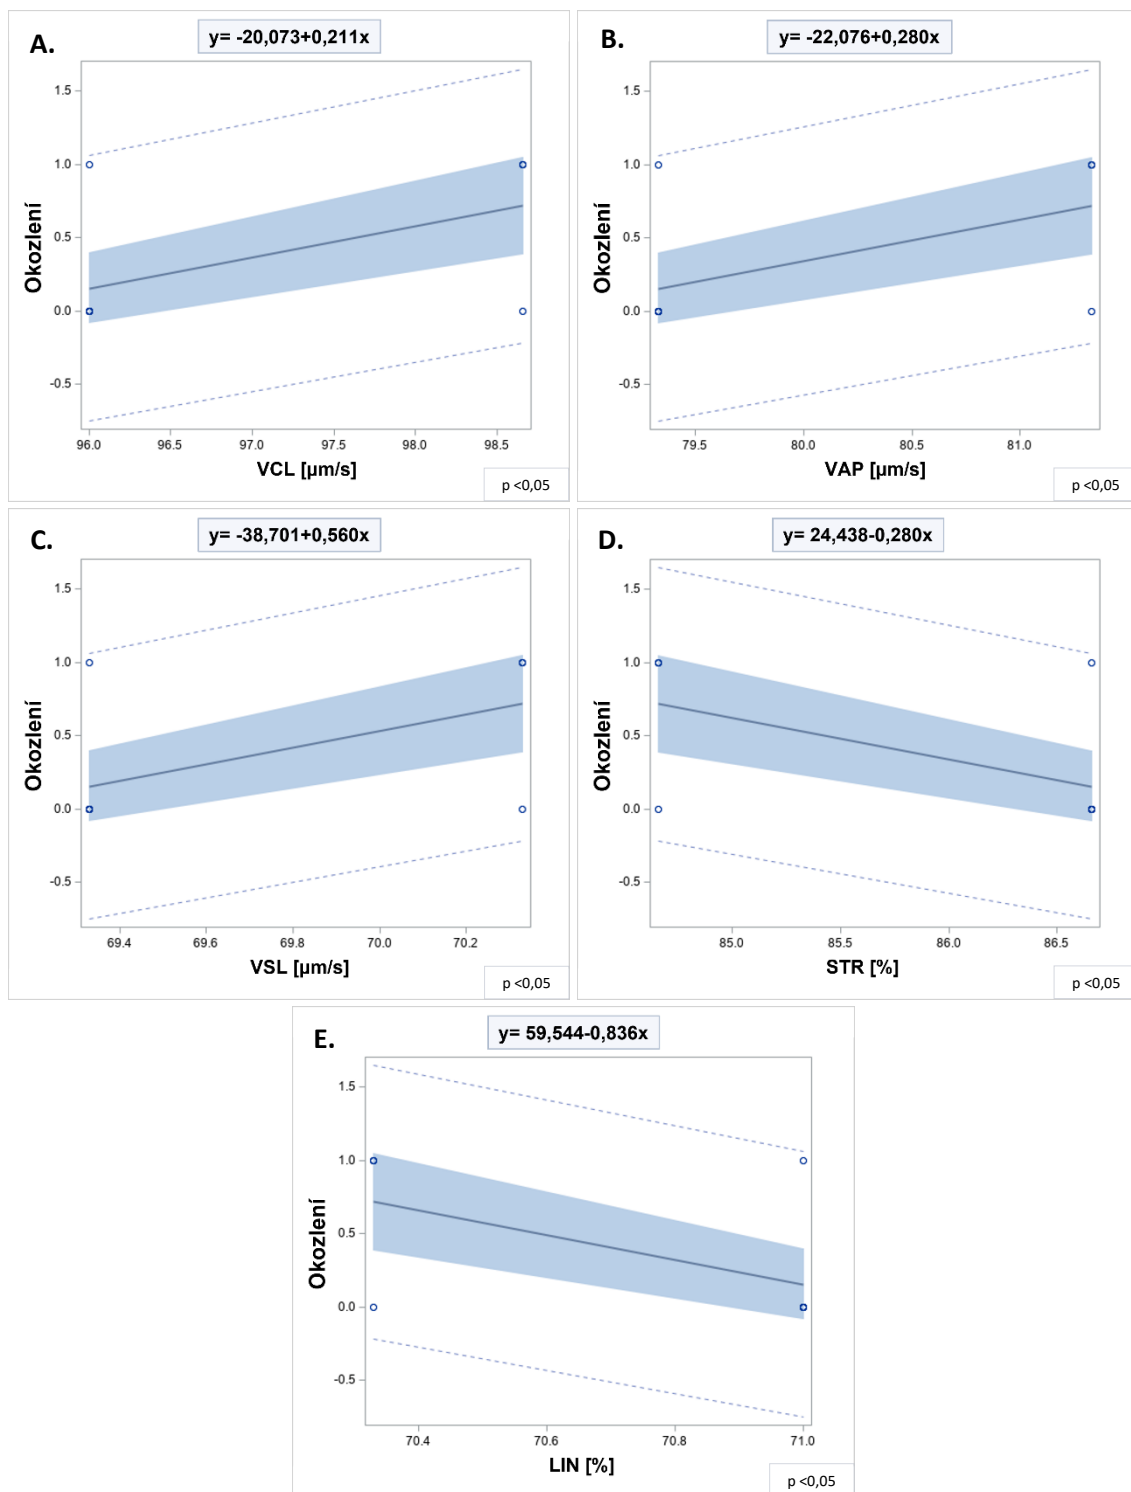 A.
y= -20,073+0,211x
Okozlení
1.5
1.0
0.5
0.0
-0.5
96.0 96.5 97.0 97.5 98.0 98.5
VCL [µm/s]
p <0,05
B.
y= -22,076+0,280x
Okozlení
1.5
1.0
0.5
0.0
-0.5
79.5 80.0 80.5 81.0
VAP [µm/s]
p <0,05
C.
y= -38,701+0,560x
Okozlení
1.5
1.0
0.5
0.0
-0.5
69.4 69.6 69.8 70.0 70.2
VSL [µm/s]
p <0,05
D.
y= 24,438-0,280x
Okozlení
1.5
1.0
0.5
0.0
-0.5
85.0 85.5 86.0 86.5
STR [%]
p <0,05
E.
y= 59,544-0,836x
Okozlení
1.5
1.0
0.5
0.0
-0.5
70.4 70.6 70.8 71.0
LIN [%]
p <0,05